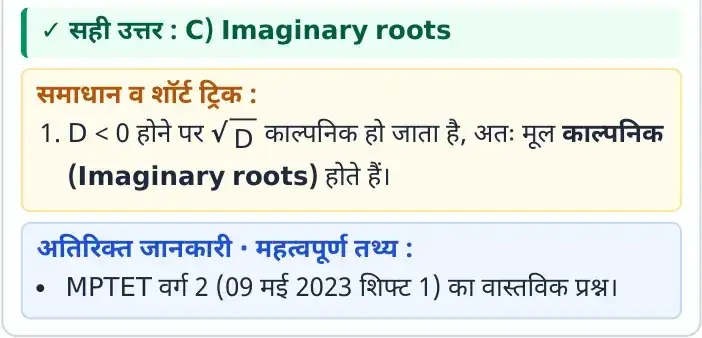 ✓ सही उत्तर : C) Imaginary roots
समाधान व शॉर्ट ट्रिक :
1. D < 0 होने पर √D काल्पनिक हो जाता है, अतः मूल काल्पनिक
(Imaginary roots) होते हैं।
अतिरिक्त जानकारी · महत्वपूर्ण तथ्य :
• MPTET वर्ग 2 (09 मई 2023 शिफ्ट 1) का वास्तविक प्रश्न।